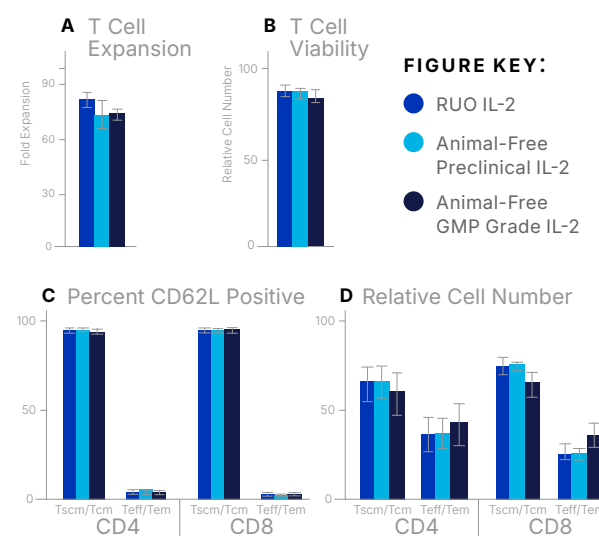 A T Cell
Expansion
Fold Expansion
90
60
30
0
B T Cell
Viability
Relative Cell Number
100
50
0
FIGURE KEY:
RUO IL-2
Animal-Free
Preclinical IL-2
Animal-Free
GMP Grade IL-2
C Percent CD62L Positive
100
50
0
Tscm/Tcm Teff/Tem Tscm/Tcm Teff/Tem
CD4 CD8
D Relative Cell Number
100
50
0
Tscm/Tcm Teff/Tem Tscm/Tcm Teff/Tem
CD4 CD8